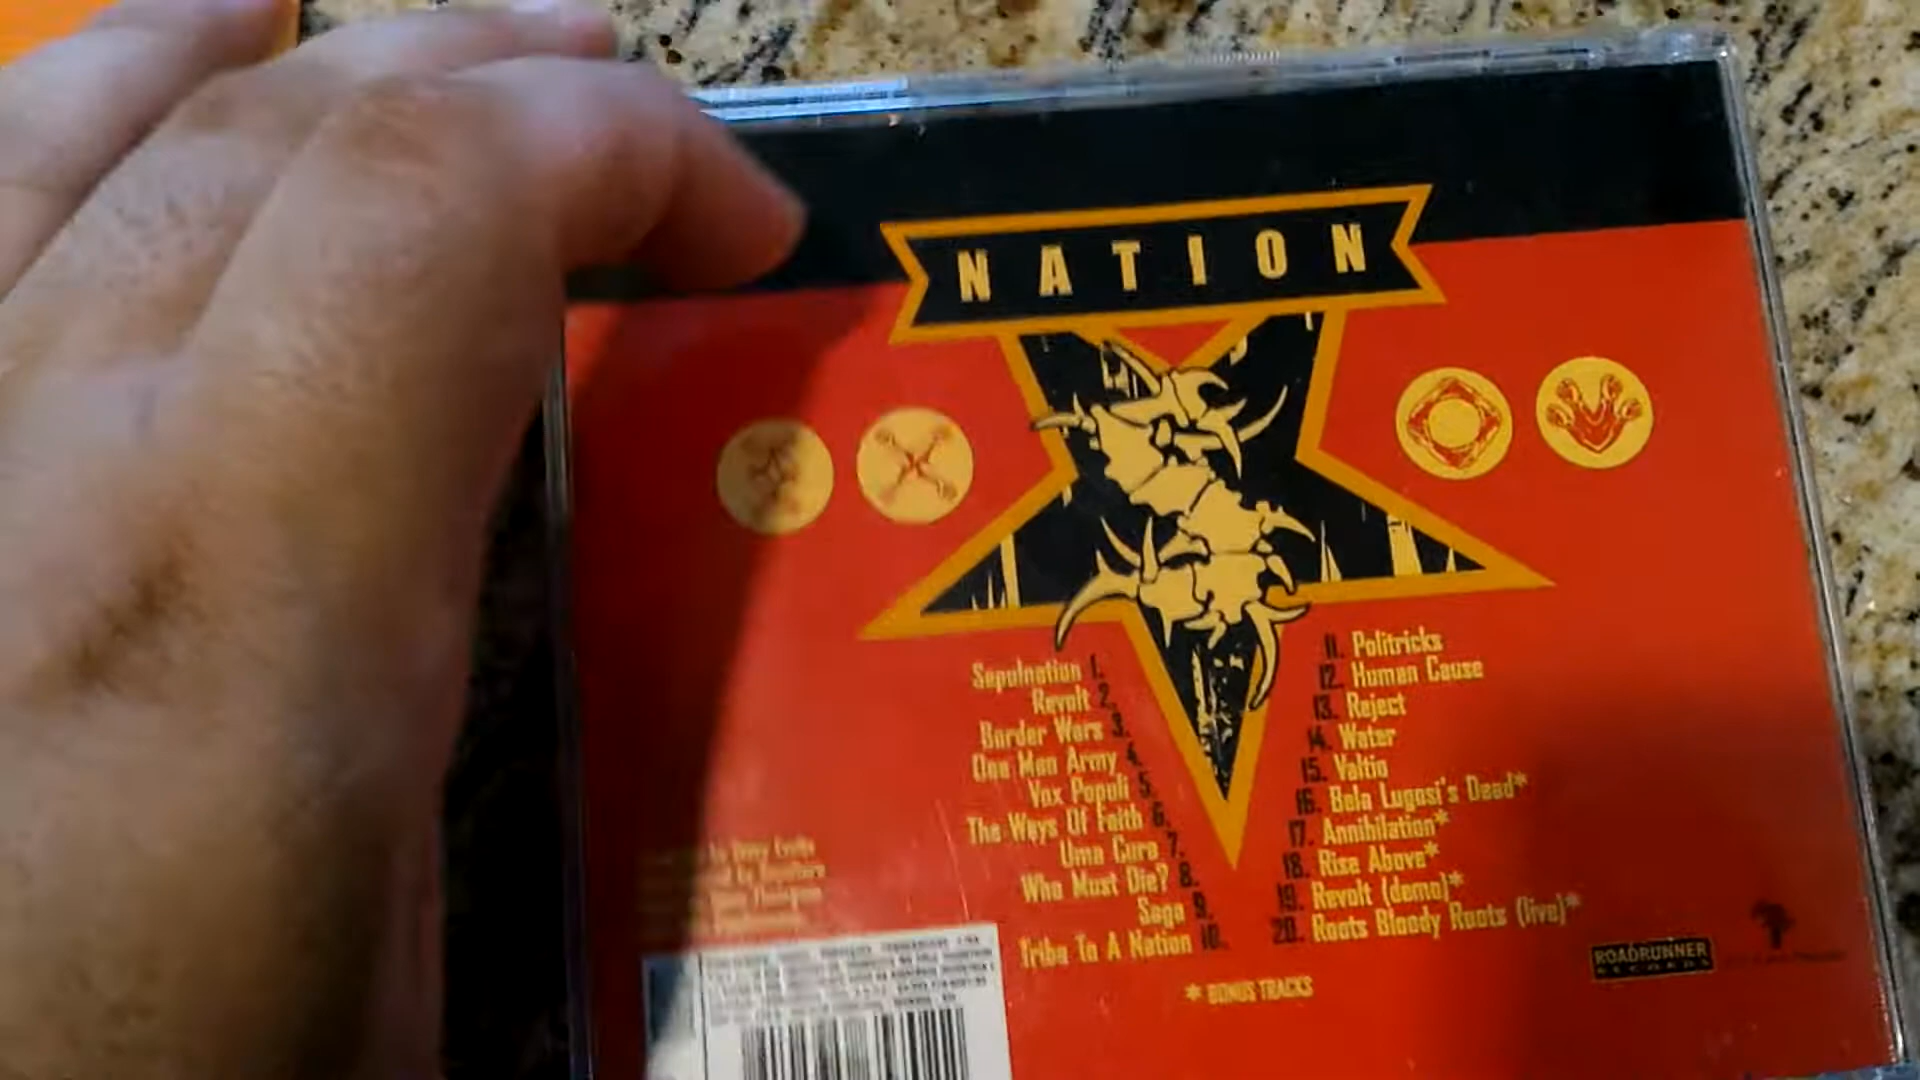 NATION
Sepulnation 1.
Revolt 2.
Border Wars 3.
One Man Army 4.
Vox Populi 5.
The Ways Of Faith 6.
Uma Cura 7.
Who Must Die? 8.
Saga 9.
Tribe To A Nation 10.
11. Politricks
12. Human Cause
13. Reject
14. Water
15. Valtio
16. Bela Lugosi's Dead*
17. Annihilation*
18. Rise Above*
19. Revolt (demo)*
20. Roots Bloody Roots (live)*
* BONUS TRACKS
ROADRUNNER
RECORDS